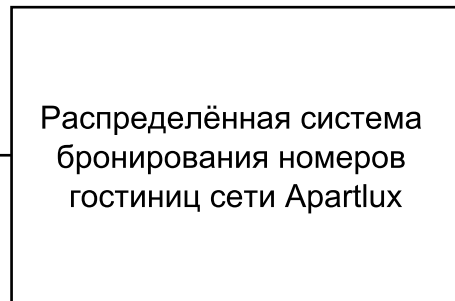 Распределённая система
бронирования номеров
гостиниц сети Apartlux